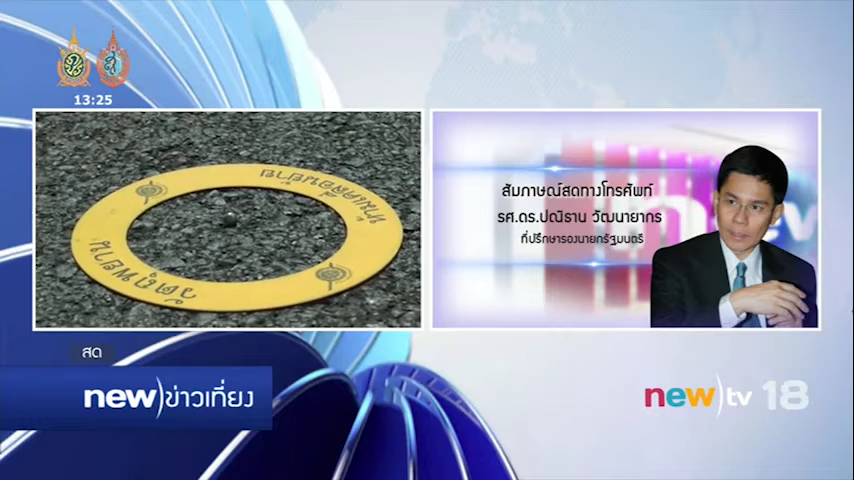 13:25
สัมภาษณ์สดทางโทรศัพท์
รศ.ดร.ปณิธาน วัฒนายากร
ที่ปรึกษารองนายกรัฐมนตรี
สด
new)ข่าวเที่ยง
new)tv 18